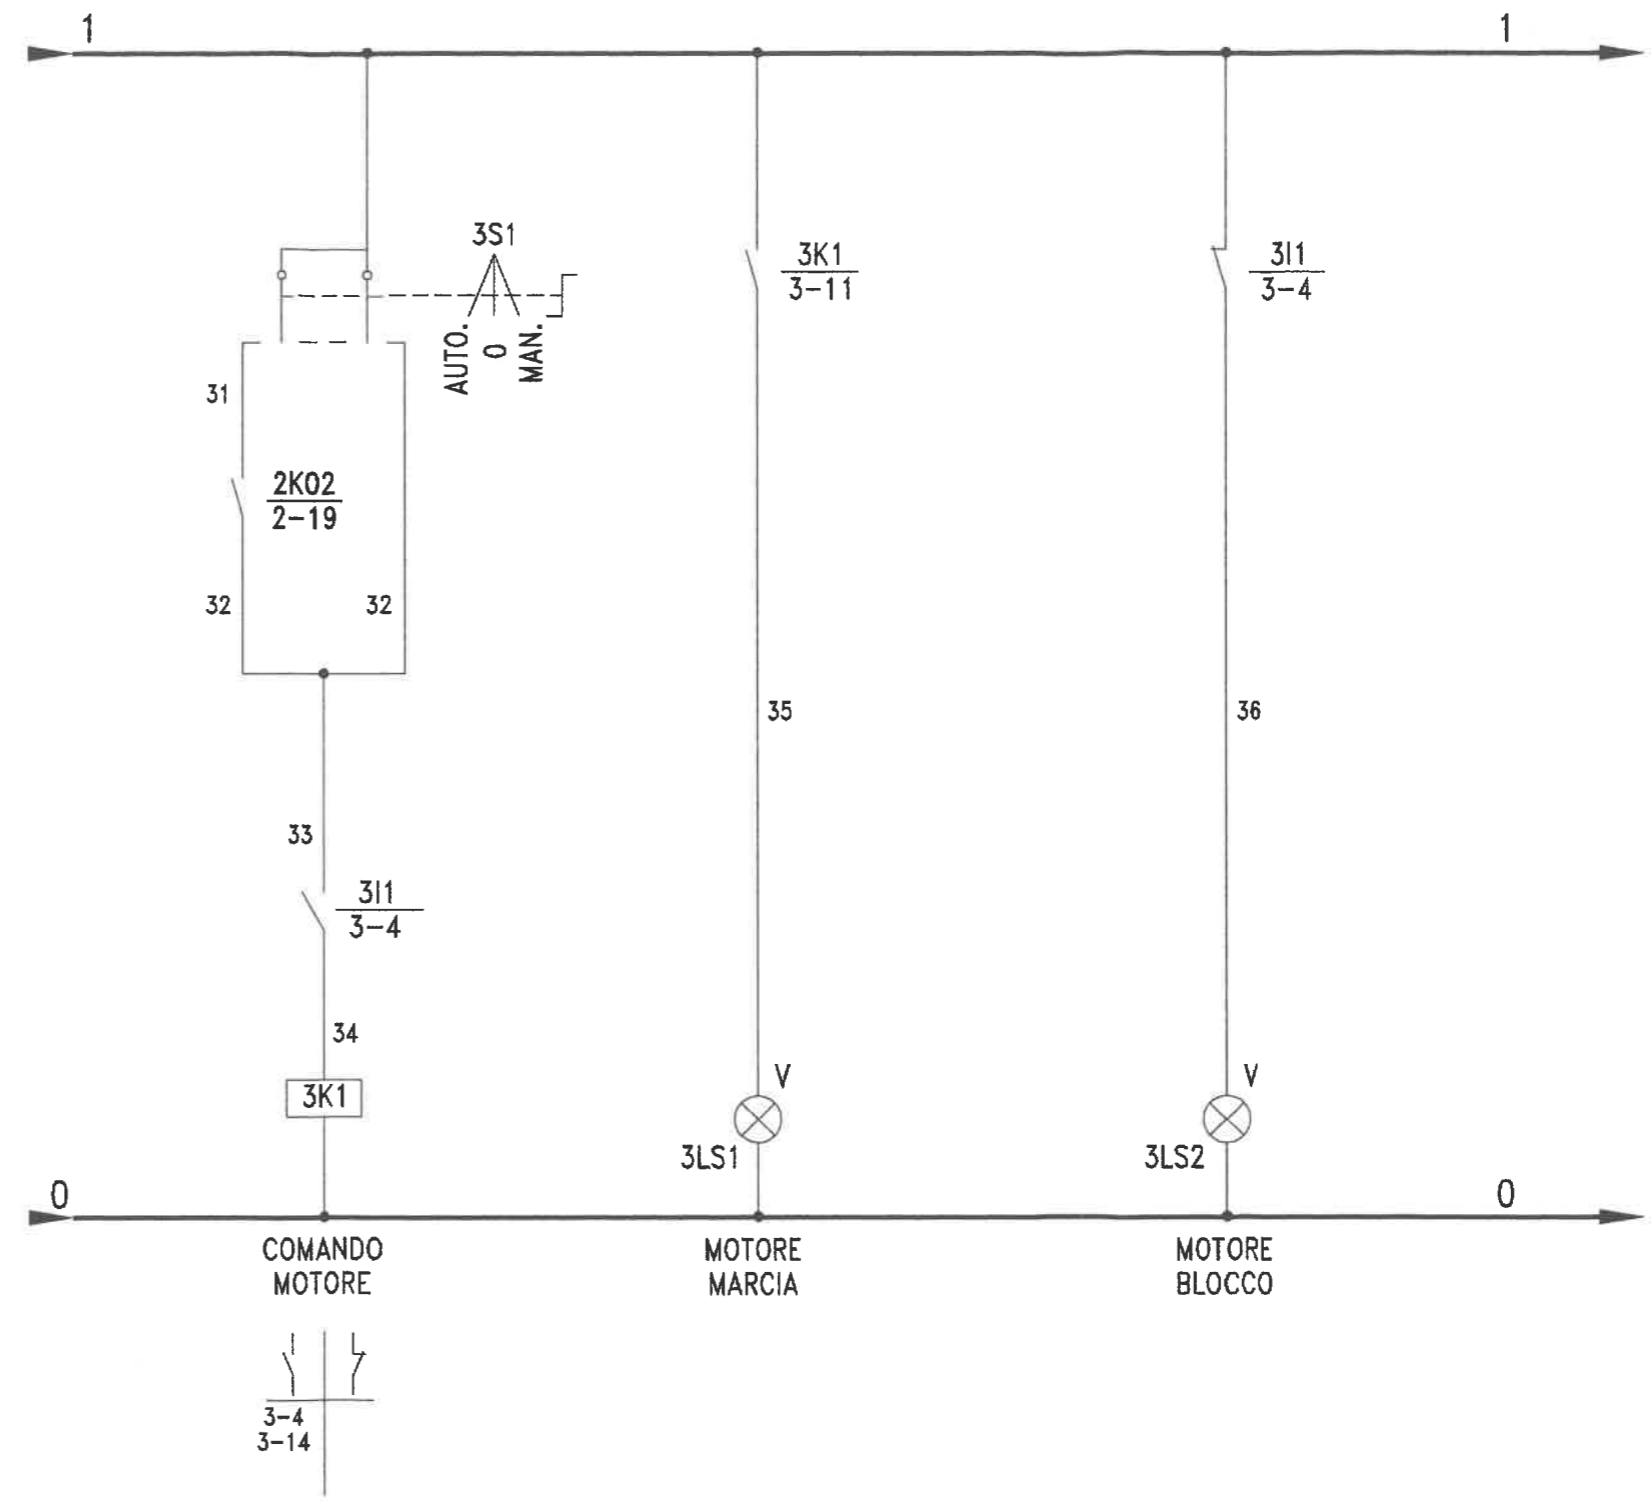 1
1
3S1
AUTO.
0
MAN.
3K1
3-11
3I1
3-4
31
2K02
2-19
32
32
35
36
33
3I1
3-4
34
3K1
V
3LS1
V
3LS2
0
0
COMANDO
MOTORE
MOTORE
MARCIA
MOTORE
BLOCCO
3-4
3-14